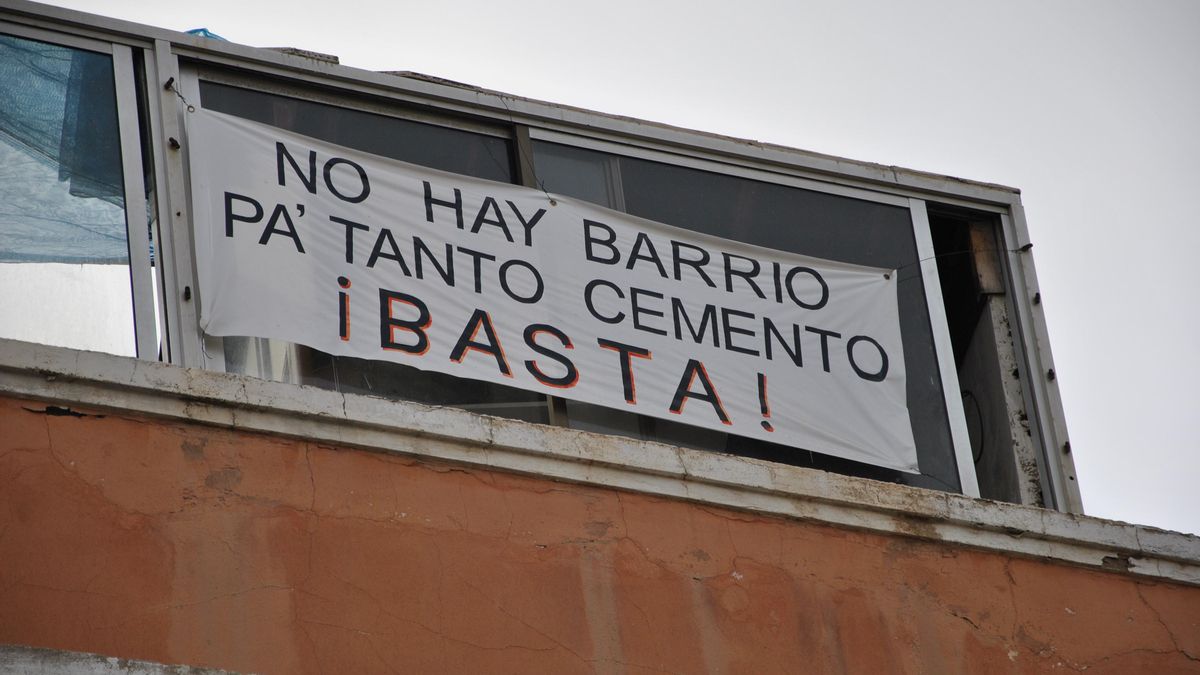 NO HAY BARRIO
PA' TANTO CEMENTO
¡BASTA!